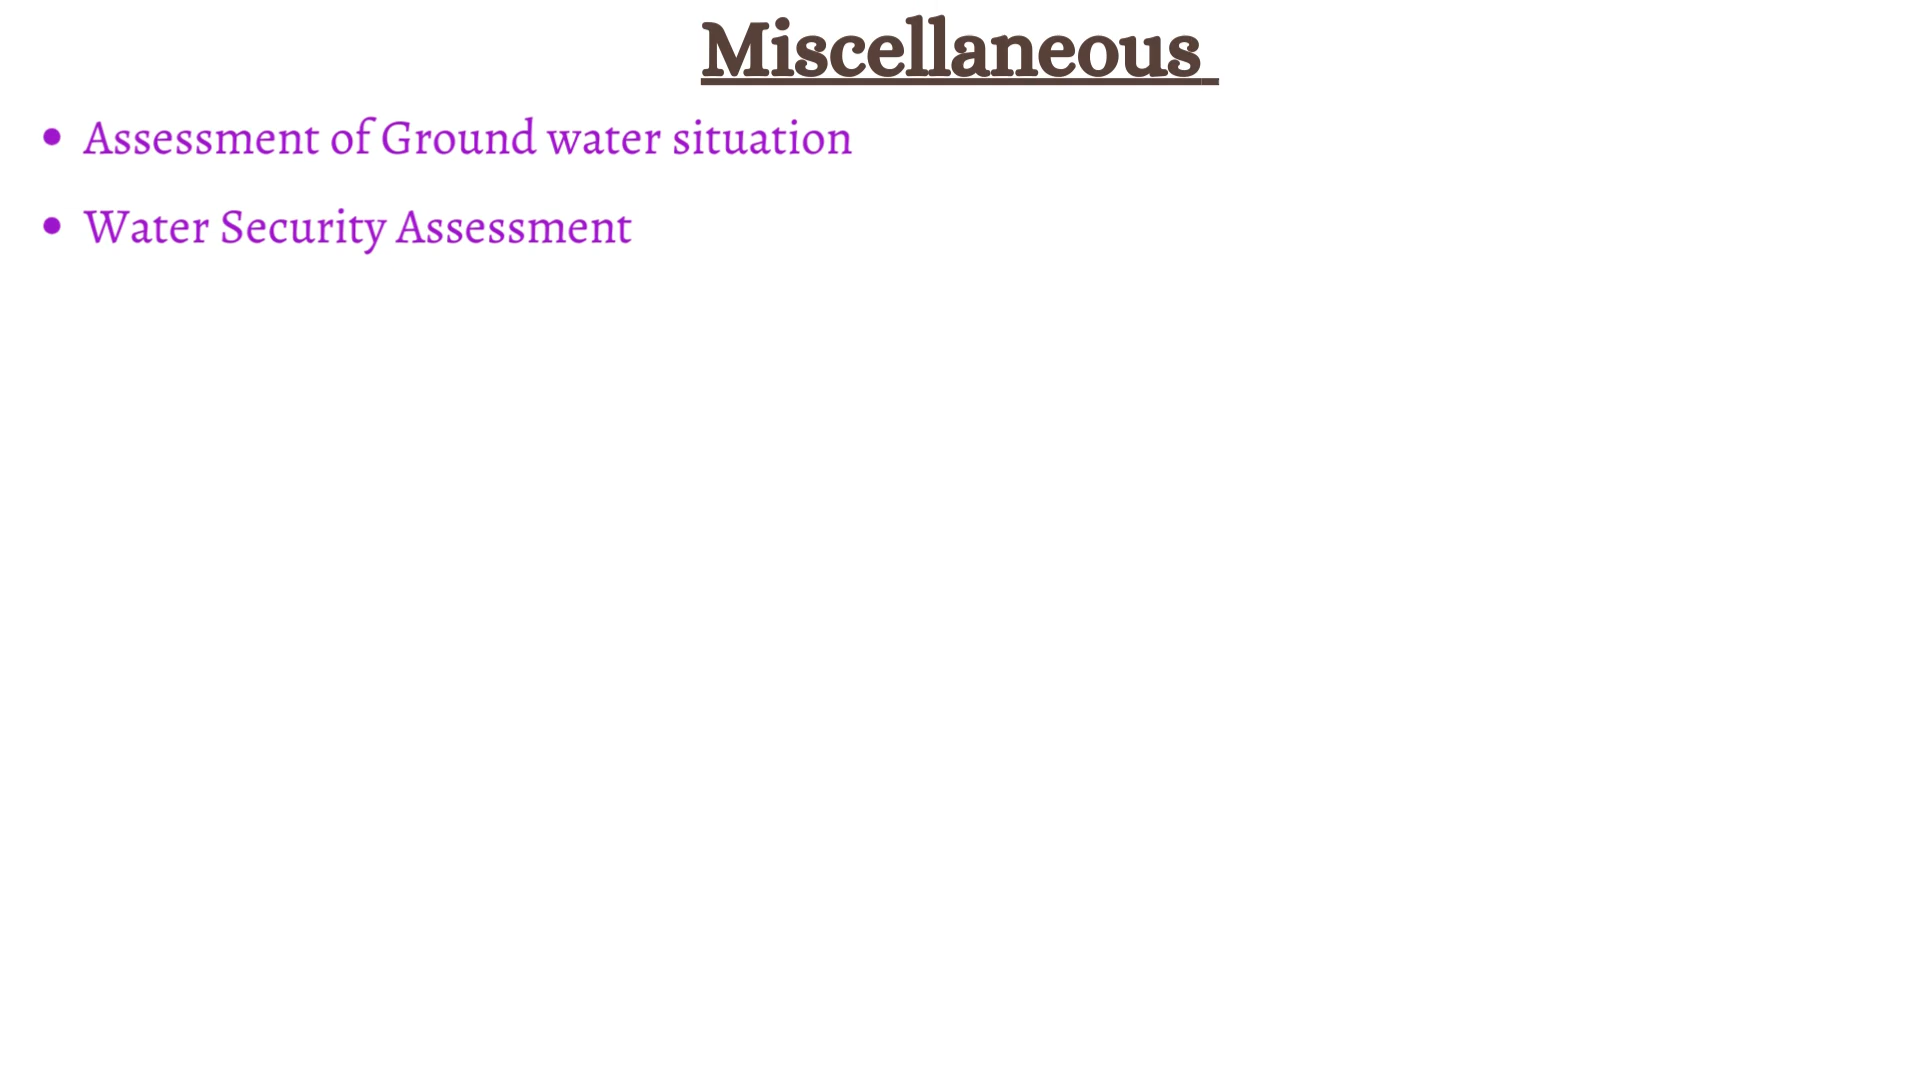 Miscellaneous
• Assessment of Ground water situation
• Water Security Assessment